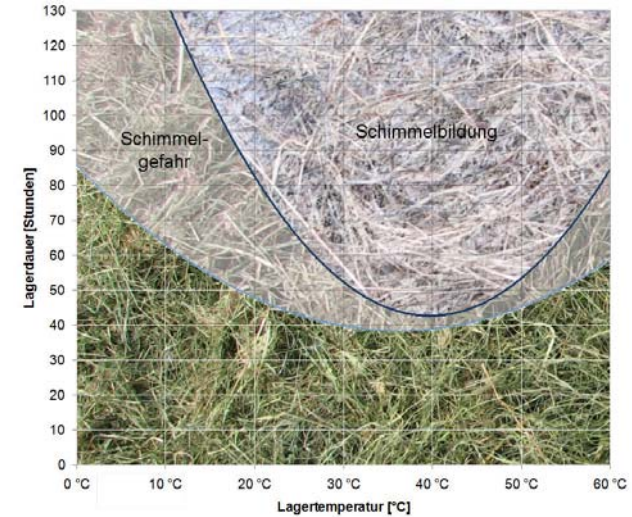 130
120
110
100
90
80
70
60
50
40
30
20
10
0
Lagerdauer [Stunden]
Schimmel-
gefahr
Schimmelbildung
0 °C
10 °C
20 °C
30 °C
40 °C
50 °C
60 °C
Lagertemperatur [°C]